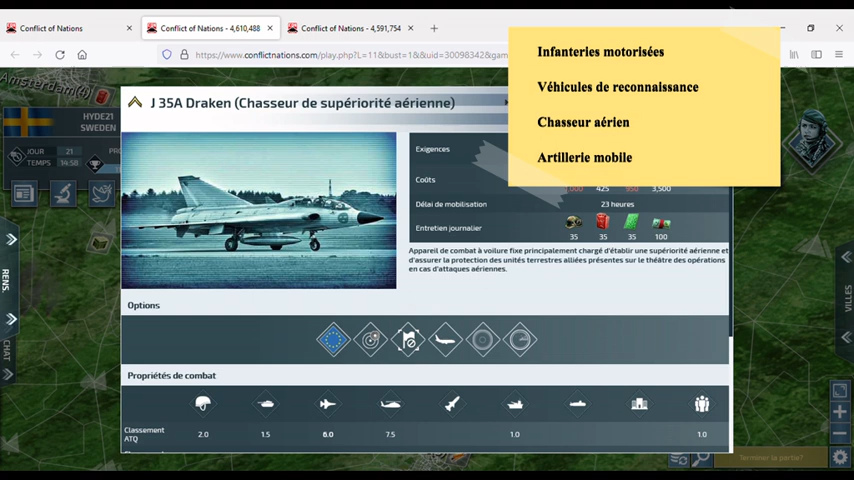 Conflict of Nations
Conflict of Nations - 4,610,488
Conflict of Nations - 4,591,754
https://www.conflictnations.com/play.php?L=11&bust=1&&uid=30098342&gam
Infanteries motorisées
Véhicules de reconnaissance
Chasseur aérien
Artillerie mobile
Amsterdam(5)
HYDE21
SWEDEN
JOUR 21
TEMPS 14:58
J 35A Draken (Chasseur de supériorité aérienne)
Exigences
Coûts
425 950 3,500
Délai de mobilisation 23 heures
Entretien journalier
35 35 35 100
Appareil de combat à voilure fixe principalement chargé d'établir une supériorité aérienne et
d'assurer la protection des unités terrestres alliées présentes sur le théâtre des opérations
en cas d'attaques aériennes.
Options
Propriétés de combat
Classement
ATQ
2.0 1.5 6.0 7.5 1.0 1.0
RENS.
CHAT
VILLES
Terminer la partie?